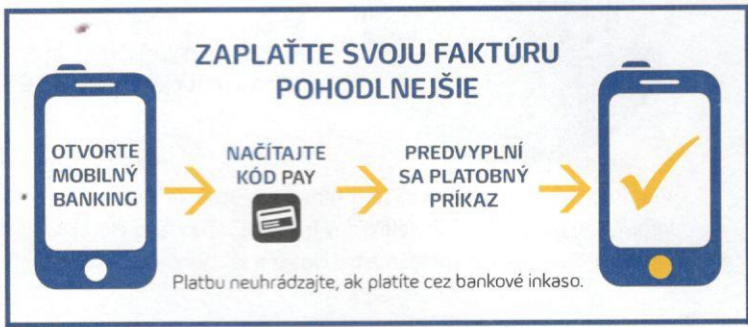 ZAPLAŤTE SVOJU FAKTÚRU
POHODLNEJŠIE
OTVORTE
MOBILNÝ
BANKING
NAČÍTAJTE
KÓD PAY
PREDVYPLNÍ
SA PLATOBNÝ
PRÍKAZ
Platbu neuhrádzajte, ak platíte cez bankové inkaso.